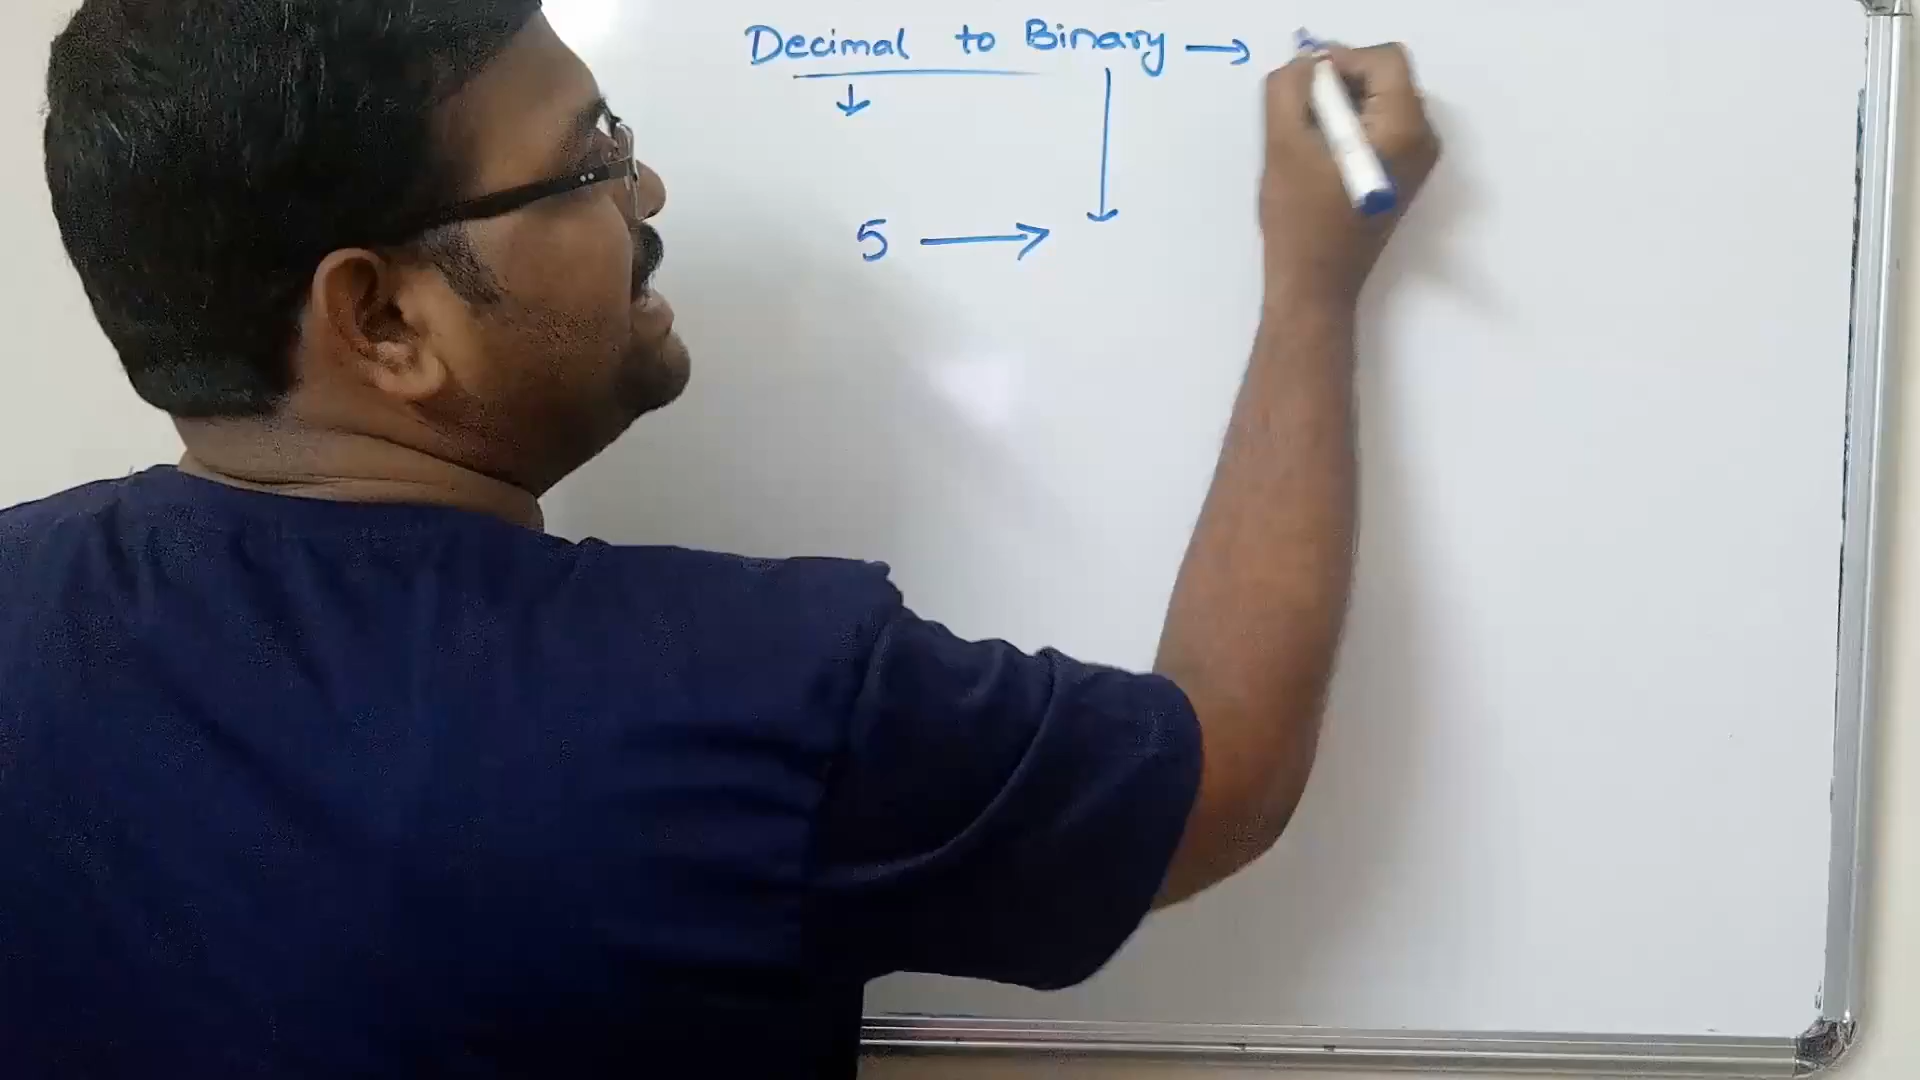 Decimal to Binary →
5 →